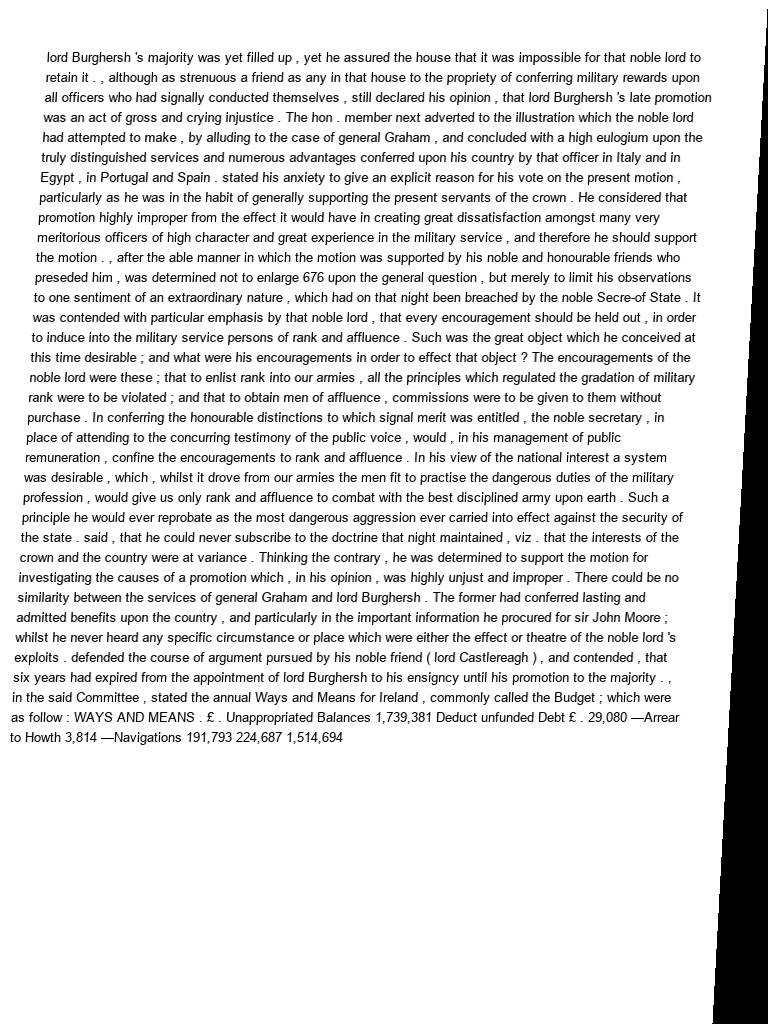 lord Burghersh 's majority was yet filled up , yet he assured the house that it was impossible for that noble lord to
retain it . , although as strenuous a friend as any in that house to the propriety of conferring military rewards upon
all officers who had signally conducted themselves , still declared his opinion , that lord Burghersh 's late promotion
was an act of gross and crying injustice . The hon . member next adverted to the illustration which the noble lord
had attempted to make , by alluding to the case of general Graham , and concluded with a high eulogium upon the
truly distinguished services and numerous advantages conferred upon his country by that officer in Italy and in
Egypt , in Portugal and Spain . stated his anxiety to give an explicit reason for his vote on the present motion ,
particularly as he was in the habit of generally supporting the present servants of the crown . He considered that
promotion highly improper from the effect it would have in creating great dissatisfaction amongst many very
meritorious officers of high character and great experience in the military service , and therefore he should support
the motion . , after the able manner in which the motion was supported by his noble and honourable friends who
preseded him , was determined not to enlarge 676 upon the general question , but merely to limit his observations
to one sentiment of an extraordinary nature , which had on that night been breached by the noble Secre-of State . It
was contended with particular emphasis by that noble lord , that every encouragement should be held out , in order
to induce into the military service persons of rank and affluence . Such was the great object which he conceived at
this time desirable ; and what were his encouragements in order to effect that object ? The encouragements of the
noble lord were these ; that to enlist rank into our armies , all the principles which regulated the gradation of military
rank were to be violated ; and that to obtain men of affluence , commissions were to be given to them without
purchase . In conferring the honourable distinctions to which signal merit was entitled , the noble secretary , in
place of attending to the concurring testimony of the public voice , would , in his management of public
remuneration , confine the encouragements to rank and affluence . In his view of the national interest a system
was desirable , which , whilst it drove from our armies the men fit to practise the dangerous duties of the military
profession , would give us only rank and affluence to combat with the best disciplined army upon earth . Such a
principle he would ever reprobate as the most dangerous aggression ever carried into effect against the security of
the state . said , that he could never subscribe to the doctrine that night maintained , viz . that the interests of the
crown and the country were at variance . Thinking the contrary , he was determined to support the motion for
investigating the causes of a promotion which , in his opinion , was highly unjust and improper . There could be no
similarity between the services of general Graham and lord Burghersh . The former had conferred lasting and
admitted benefits upon the country , and particularly in the important information he procured for sir John Moore ;
whilst he never heard any specific circumstance or place which were either the effect or theatre of the noble lord 's
exploits . defended the course of argument pursued by his noble friend ( lord Castlereagh ) , and contended , that
six years had expired from the appointment of lord Burghersh to his ensigncy until his promotion to the majority . ,
in the said Committee , stated the annual Ways and Means for Ireland , commonly called the Budget ; which were
as follow : WAYS AND MEANS . £ . Unappropriated Balances 1,739,381 Deduct unfunded Debt £ . 29,080 —Arrear
to Howth 3,814 —Navigations 191,793 224,687 1,514,694